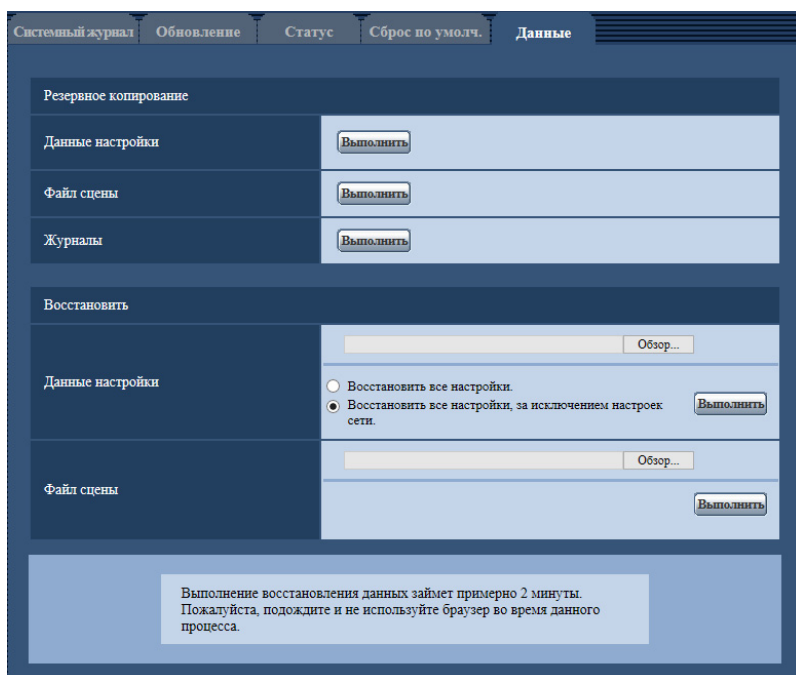 Системный журнал Обновление Статус Сброс по умолч. Данные
Резервное копирование
Данные настройки Выполнить
Файл сцены Выполнить
Журналы Выполнить
Восстановить
Обзор...
Данные настройки
Восстановить все настройки.
Восстановить все настройки, за исключением настроек
сети.
Выполнить
Обзор...
Файл сцены
Выполнить
Выполнение восстановления данных займет примерно 2 минуты.
Пожалуйста, подождите и не используйте браузер во время данного
процесса.